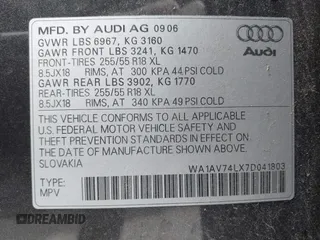 MFD. BY AUDI AG 09 06
GVWR LBS 6967, KG 3160
GAWR FRONT LBS 3241, KG 1470
FRONT-TIRES 255/55 R18 XL
8.5JX18 RIMS, AT 300 KPA 44 PSI COLD
GAWR REAR LBS 3902, KG 1770
REAR-TIRES 255/55 R18 XL
8.5JX18 RIMS, AT 340 KPA 49 PSI COLD
Audi
THIS VEHICLE CONFORMS TO ALL APPLICABLE
U.S. FEDERAL MOTOR VEHICLE SAFETY, BUMPER AND
THEFT PREVENTION STANDARDS IN EFFECT ON THE
DATE OF MANUFACTURE SHOWN ABOVE.
SLOVAKIA WA1AV74LX7D041803
TYPE:
MPV
DREAMBID